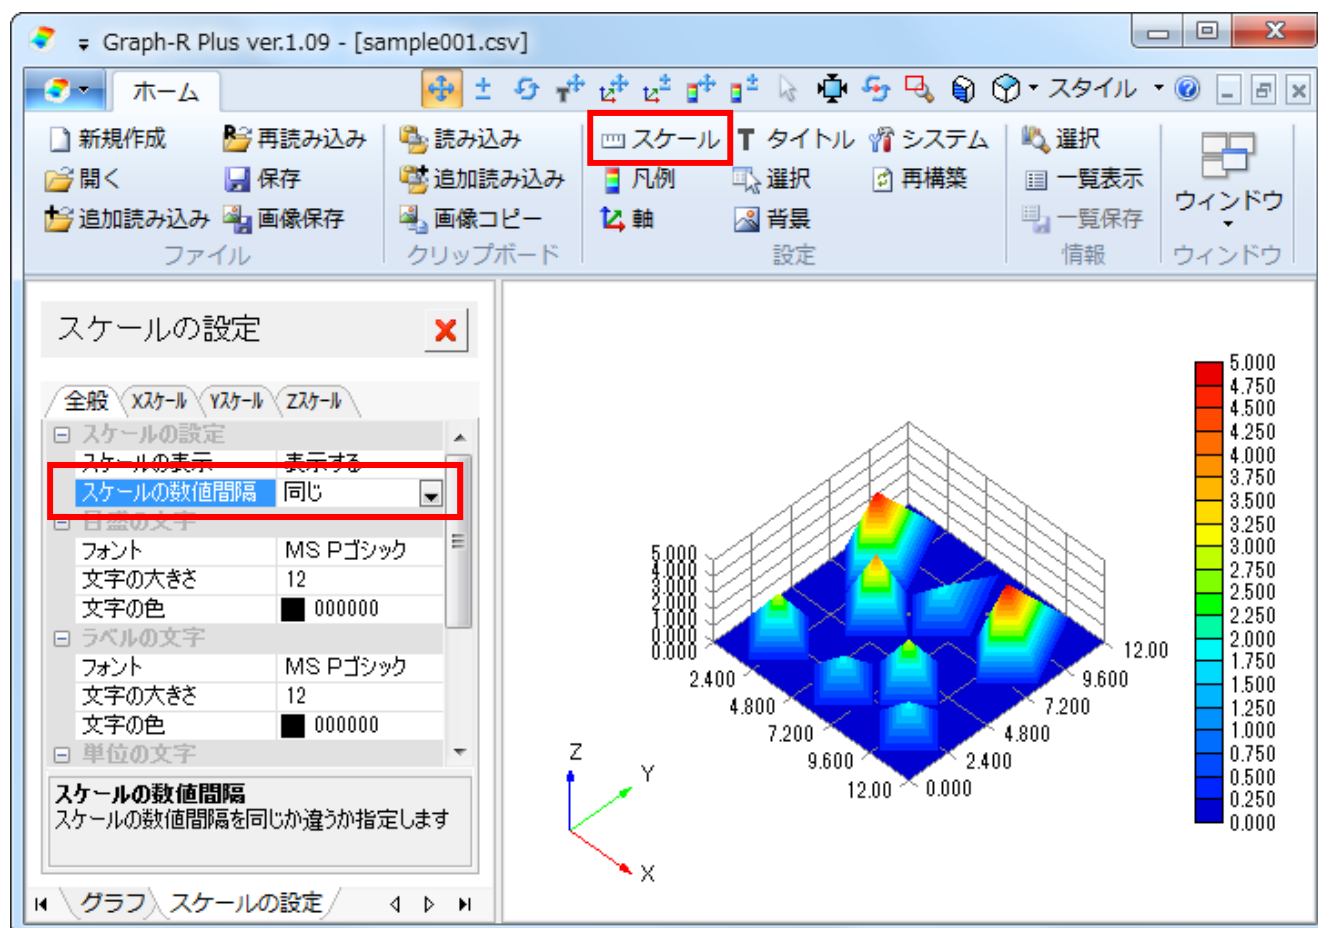 Graph-R Plus ver.1.09 - [sample001.csv]
ホーム
スタイル
新規作成 再読み込み 読み込み スケール タイトル システム 選択
開く 保存 追加読み込み 凡例 選択 再構築 一覧表示
追加読み込み 画像保存 画像コピー 軸 背景 一覧保存
ウィンドウ
ファイル クリップボード 設定 情報 ウィンドウ
スケールの設定
全般 Xスケール Yスケール Zスケール
スケールの設定
スケールの表示 表示する
スケールの数値間隔 同じ
目盛の文字
フォント MS Pゴシック
文字の大きさ 12
文字の色 000000
ラベルの文字
フォント MS Pゴシック
文字の大きさ 12
文字の色 000000
単位の文字
スケールの数値間隔
スケールの数値間隔を同じか違うか指定します
グラフ スケールの設定
5.000
4.000
3.000
2.000
1.000
0.000
0.000
2.400
4.800
7.200
9.600
12.00
0.000
2.400
4.800
7.200
9.600
12.00
Z
Y
X
5.000
4.750
4.500
4.250
4.000
3.750
3.500
3.250
3.000
2.750
2.500
2.250
2.000
1.750
1.500
1.250
1.000
0.750
0.500
0.250
0.000